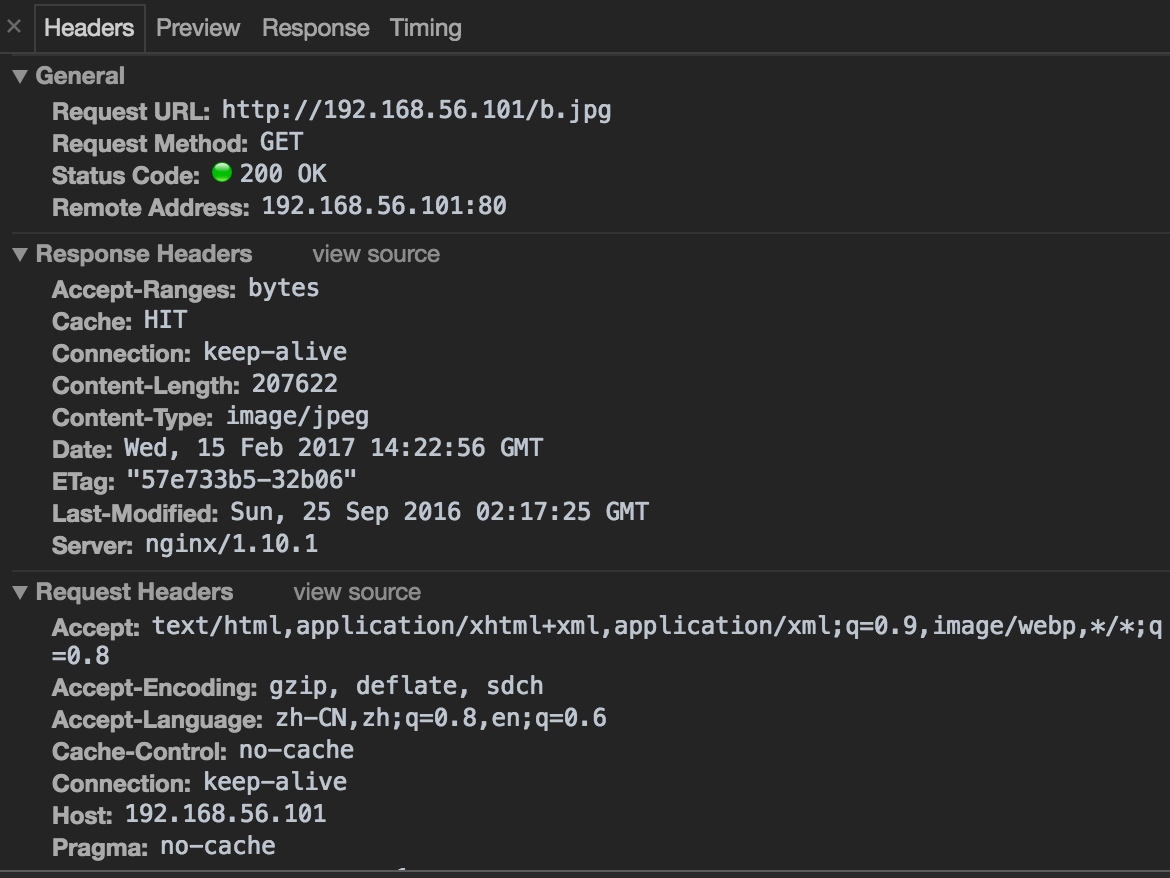 × Headers Preview Response Timing
▼ General
Request URL: http://192.168.56.101/b.jpg
Request Method: GET
Status Code: 200 OK
Remote Address: 192.168.56.101:80
▼ Response Headers view source
Accept-Ranges: bytes
Cache: HIT
Connection: keep-alive
Content-Length: 207622
Content-Type: image/jpeg
Date: Wed, 15 Feb 2017 14:22:56 GMT
ETag: "57e733b5-32b06"
Last-Modified: Sun, 25 Sep 2016 02:17:25 GMT
Server: nginx/1.10.1
▼ Request Headers view source
Accept: text/html,application/xhtml+xml,application/xml;q=0.9,image/webp,*/*;q
=0.8
Accept-Encoding: gzip, deflate, sdch
Accept-Language: zh-CN,zh;q=0.8,en;q=0.6
Cache-Control: no-cache
Connection: keep-alive
Host: 192.168.56.101
Pragma: no-cache